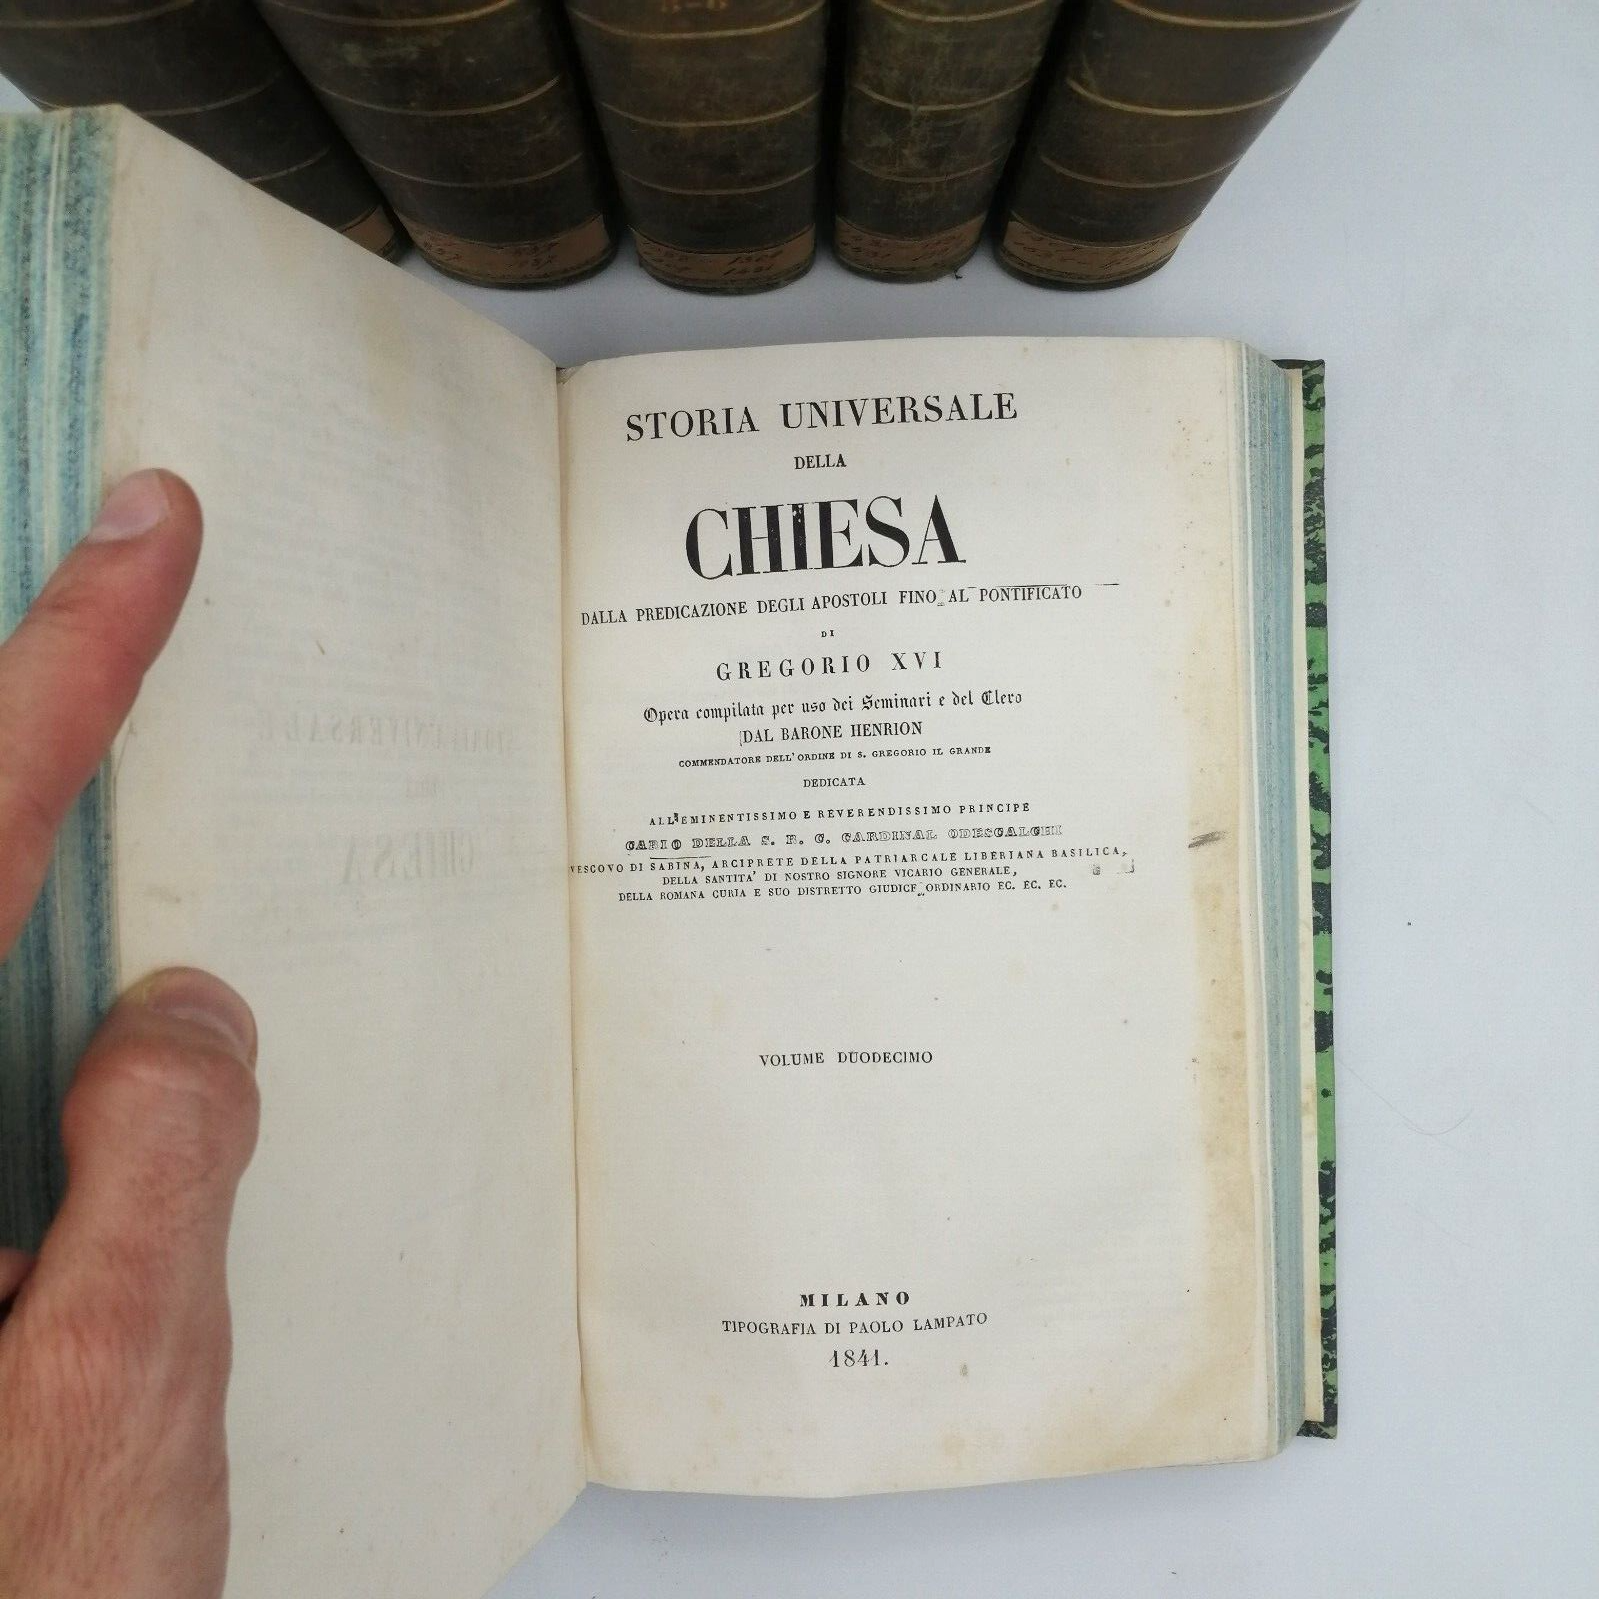 5-6
STORIA UNIVERSALE
DELLA
CHIESA
DALLA PREDICAZIONE DEGLI APOSTOLI FINO AL PONTIFICATO
DI
GREGORIO XVI
Opera compilata per uso dei Seminari e del Clero
DAL BARONE HENRION
COMMENDATORE DELL' ORDINE DI S. GREGORIO IL GRANDE
DEDICATA
ALL'EMINENTISSIMO E REVERENDISSIMO PRINCIPE
CARLO DELLA S. R. C. CARDINAL ODESCALCHI
VESCOVO DI SABINA, ARCIPRETE DELLA PATRIARCALE LIBERIANA BASILICA,
DELLA SANTITA' DI NOSTRO SIGNORE VICARIO GENERALE,
DELLA ROMANA CURIA E SUO DISTRETTO GIUDICE ORDINARIO EC. EC. EC.
VOLUME DUODECIMO
MILANO
TIPOGRAFIA DI PAOLO LAMPATO
1841.